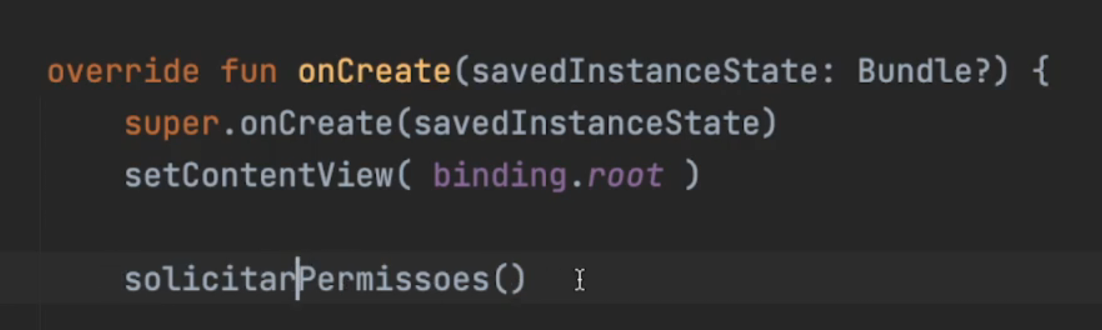 override fun onCreate(savedInstanceState: Bundle?) {
super.onCreate(savedInstanceState)
setContentView( binding.root )
solicitarPermissoes()